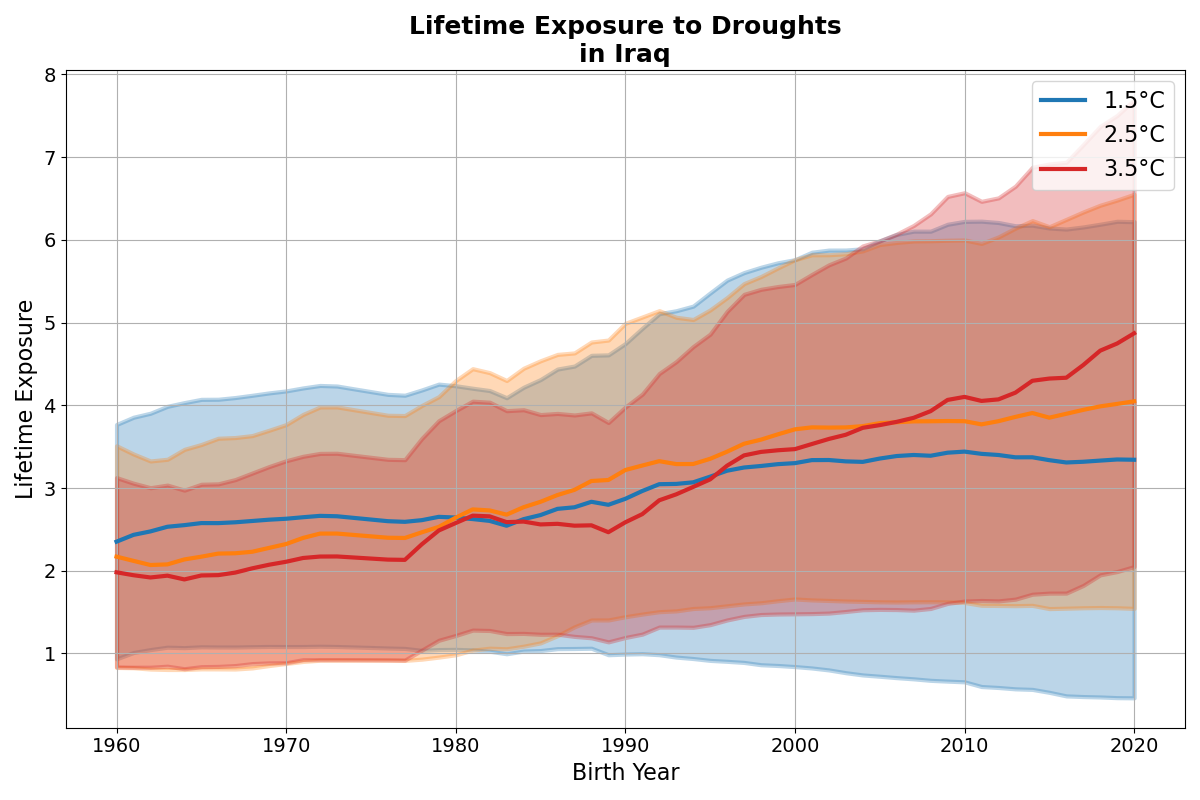 Lifetime Exposure to Droughts
in Iraq
8
7
6
5
4
3
2
1
Lifetime Exposure
1.5°C
2.5°C
3.5°C
1960 1970 1980 1990 2000 2010 2020
Birth Year